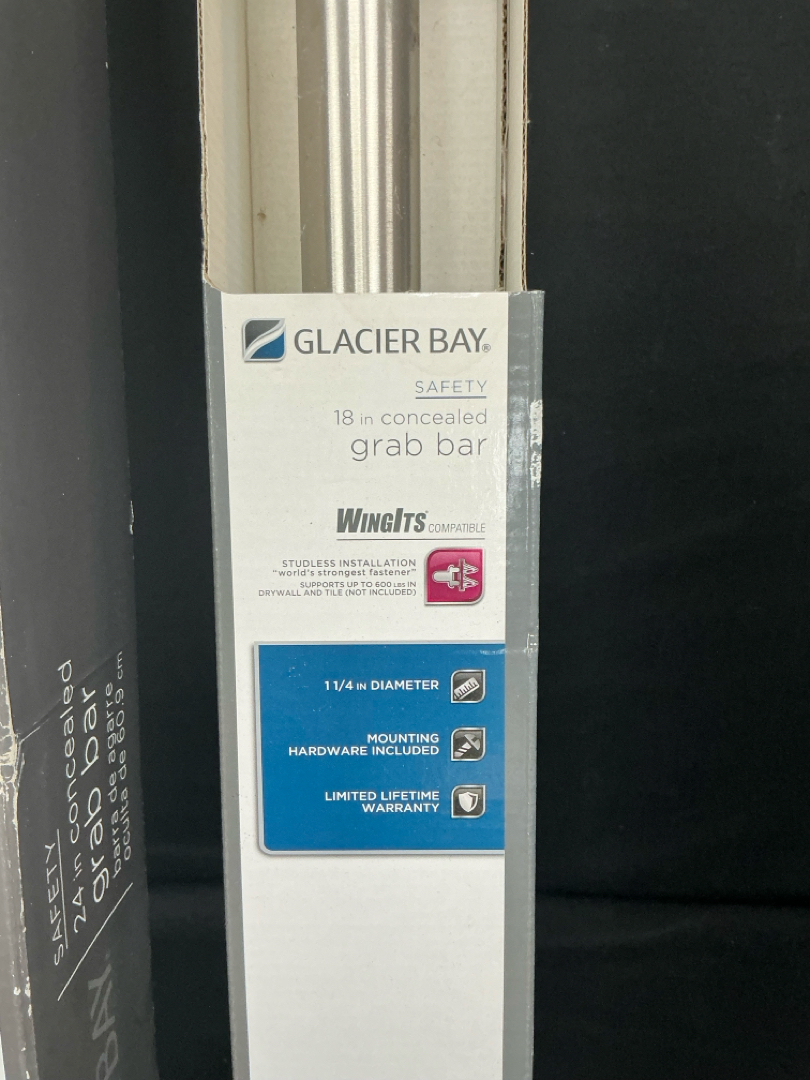 GLACIER BAY®
SAFETY
18 in concealed
grab bar
WINGITS® COMPATIBLE
STUDLESS INSTALLATION
"world's strongest fastener"
SUPPORTS UP TO 600 LBS IN
DRYWALL AND TILE (NOT INCLUDED)
1 1/4 IN DIAMETER
MOUNTING
HARDWARE INCLUDED
LIMITED LIFETIME
WARRANTY
SAFETY
24 in concealed
grab bar
barra de agarre
oculta de 60.9 cm
BAY